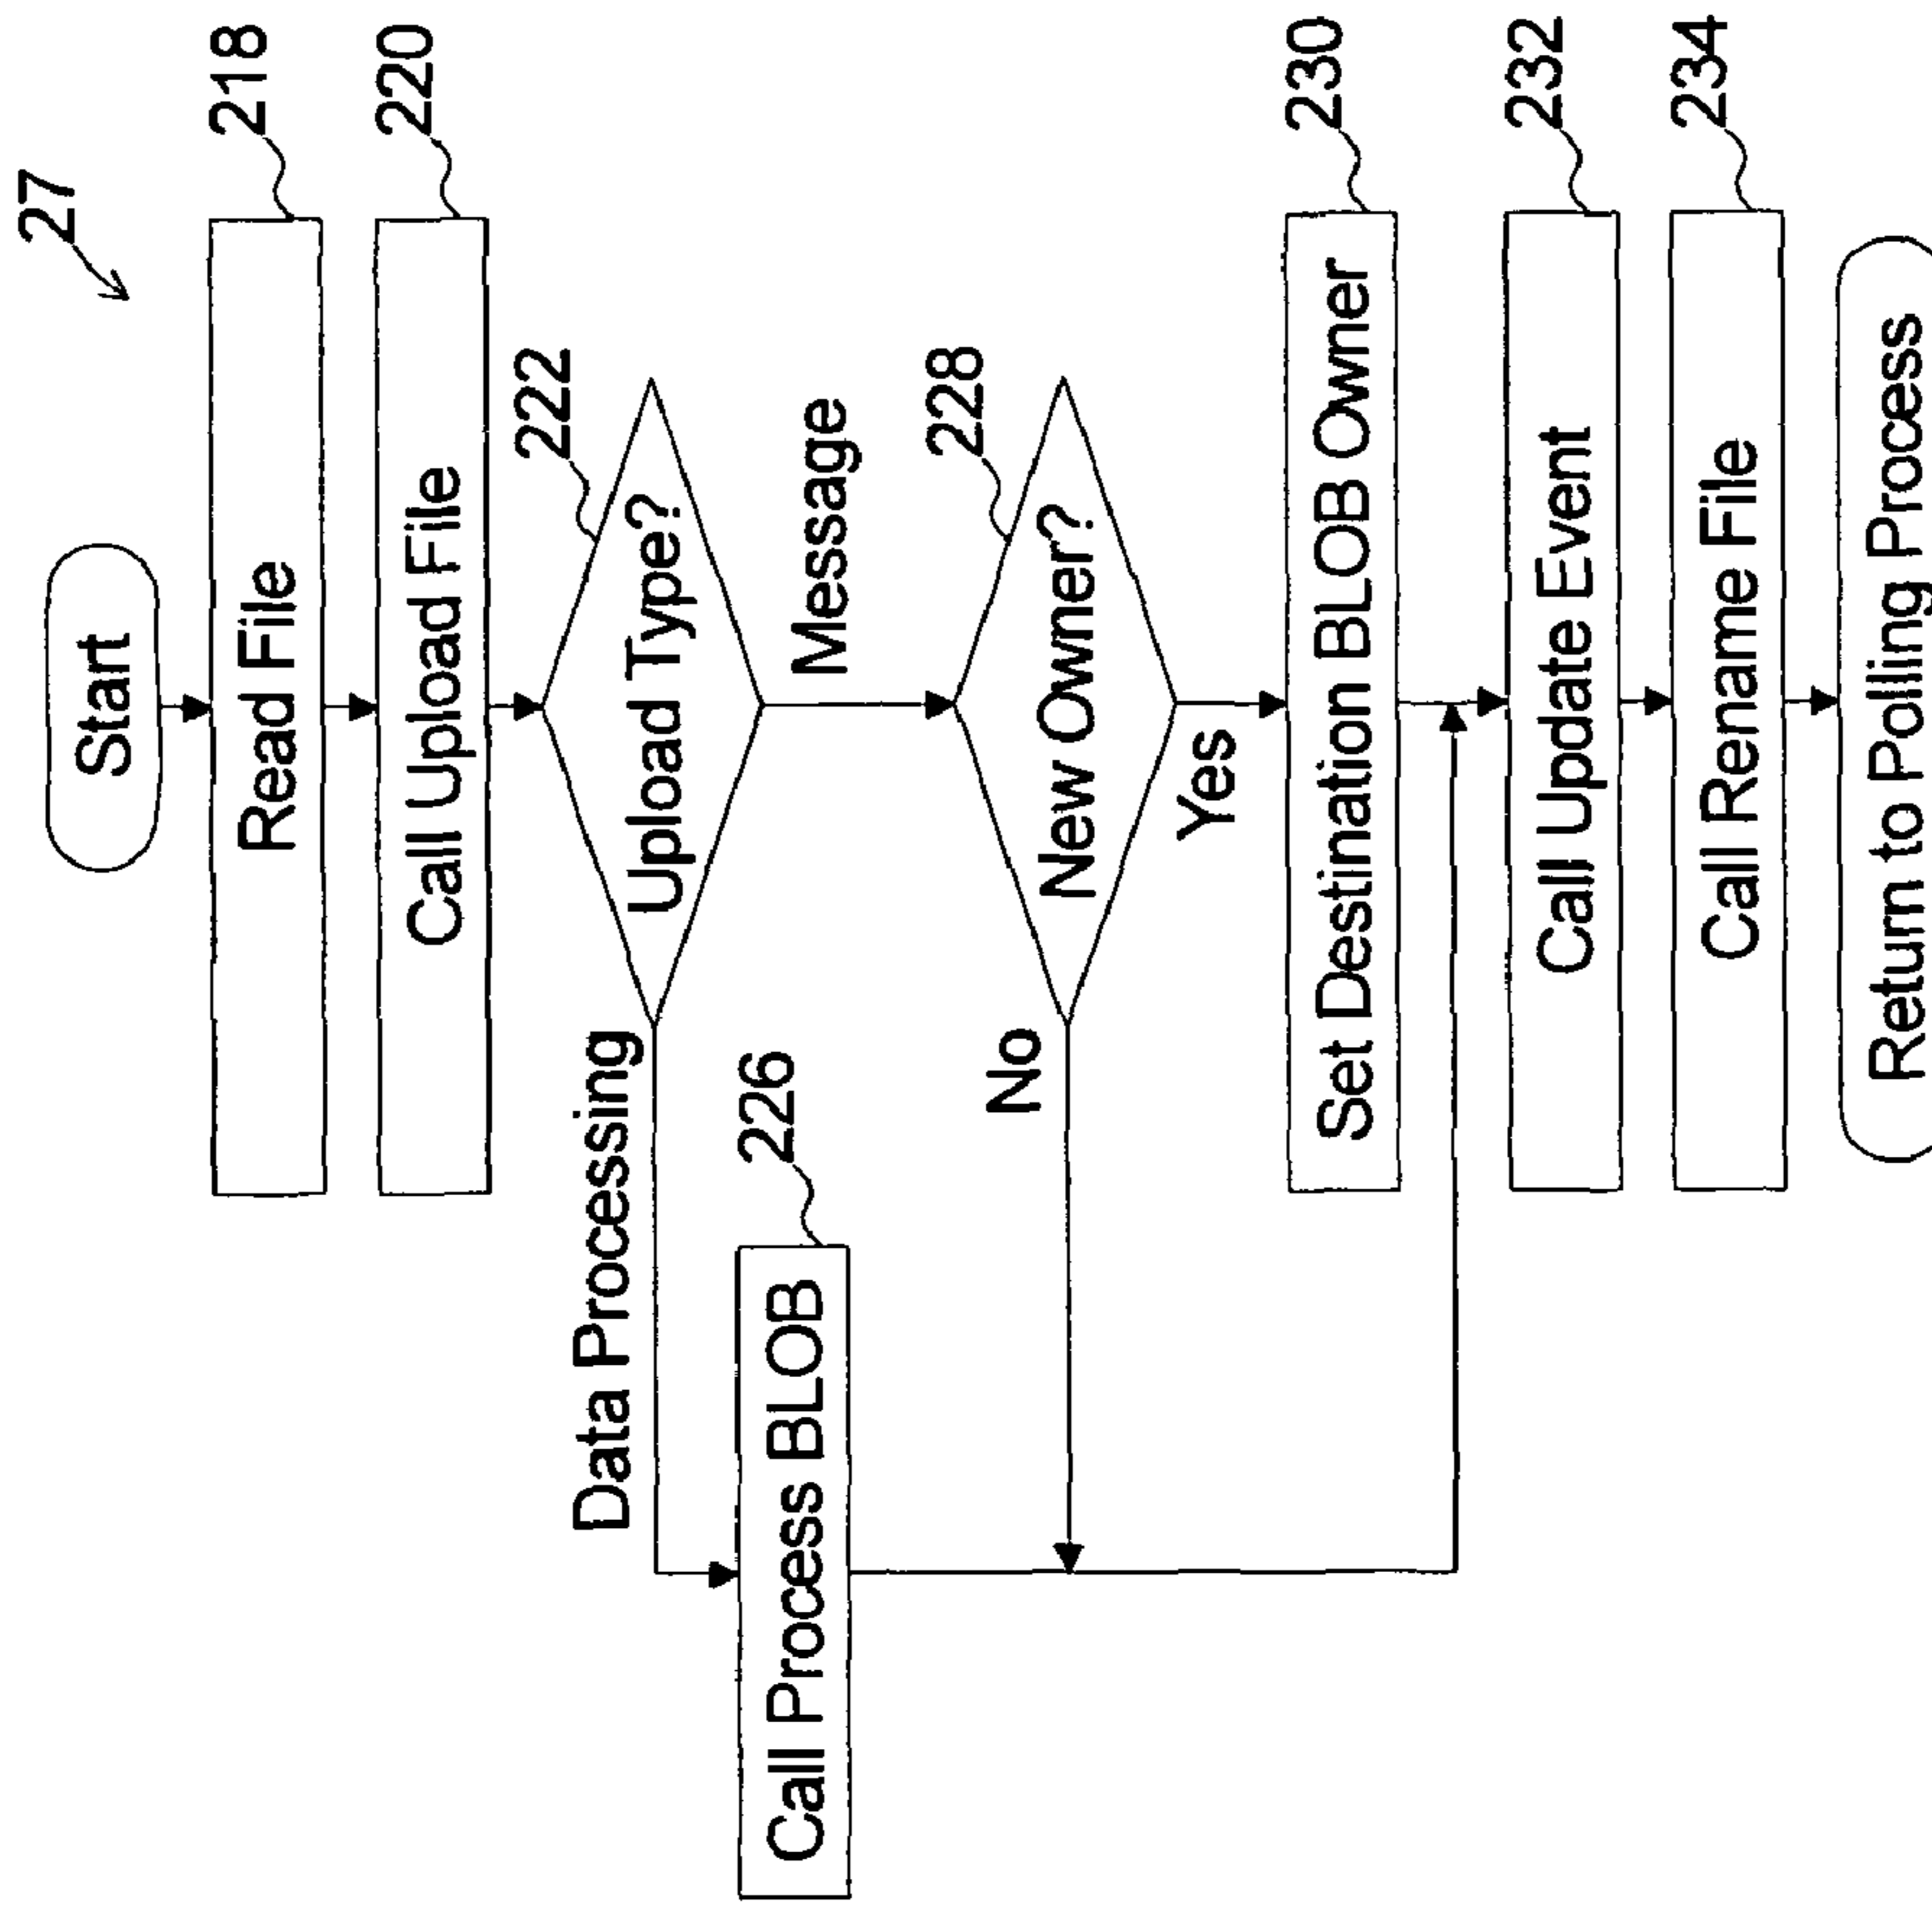 27
Start
Read File
218
Call Upload File
220
222
Upload Type?
Data Processing
Message
Call Process BLOB
226
228
New Owner?
No
Yes
Set Destination BLOB Owner
230
Call Update Event
232
Call Rename File
234
Return to Polling Process